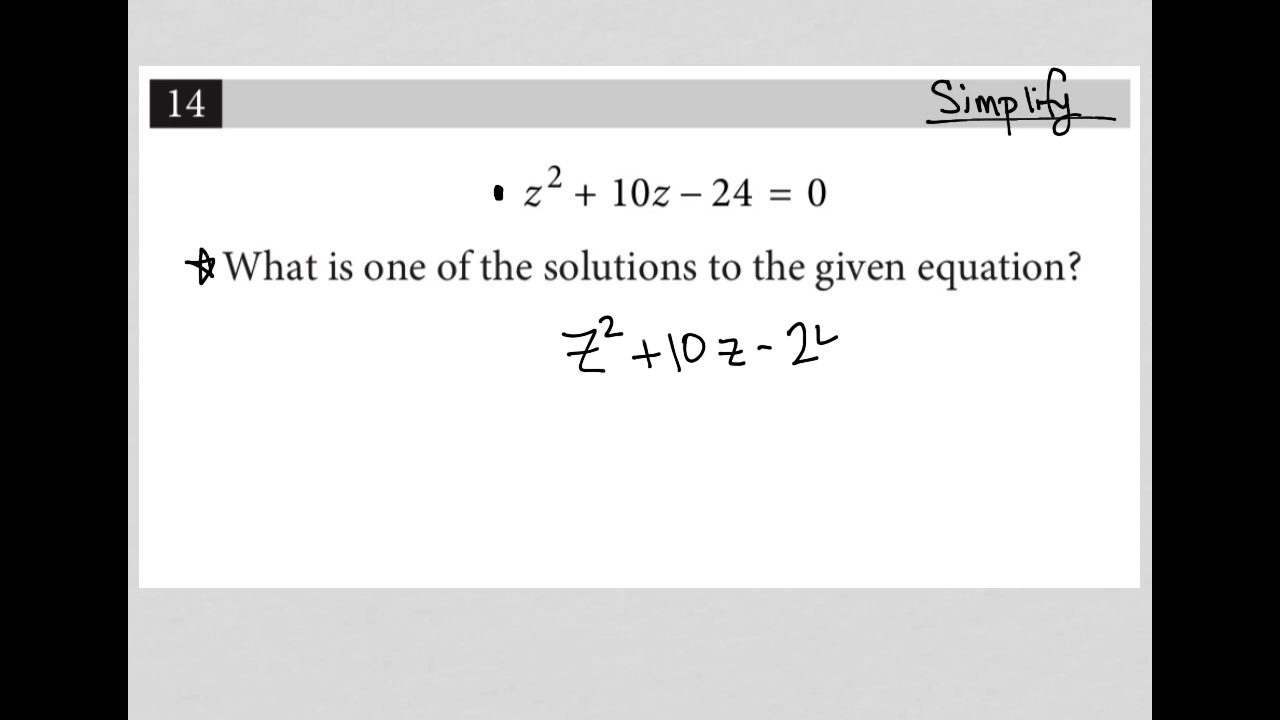 14 Simplify
• z² + 10z – 24 = 0
☆What is one of the solutions to the given equation?
z² +10z - 2